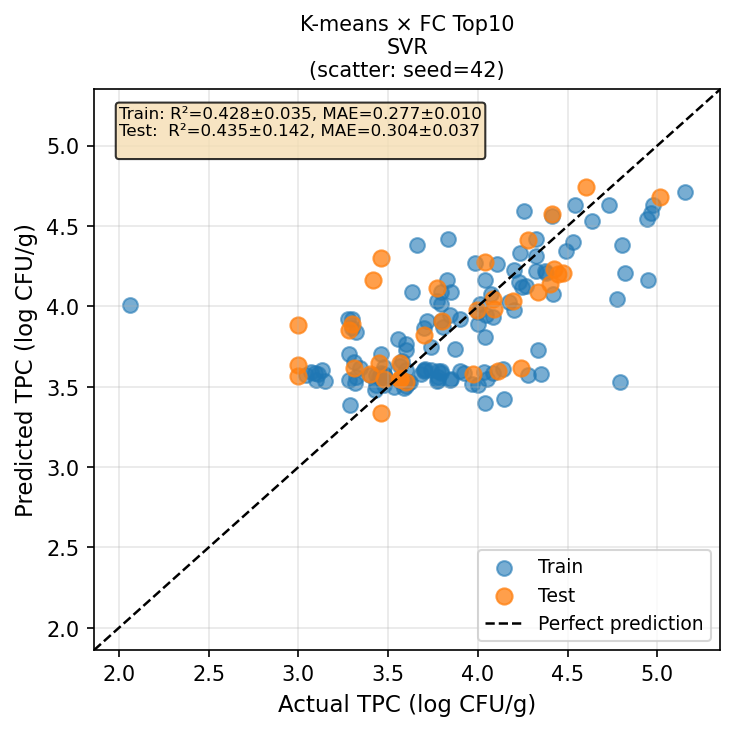 K-means × FC Top10
SVR
(scatter: seed=42)
Train: R²=0.428±0.035, MAE=0.277±0.010
Test:  R²=0.435±0.142, MAE=0.304±0.037
Predicted TPC (log CFU/g)
5.0
4.5
4.0
3.5
3.0
2.5
2.0
Train
Test
Perfect prediction
2.0 2.5 3.0 3.5 4.0 4.5 5.0
Actual TPC (log CFU/g)